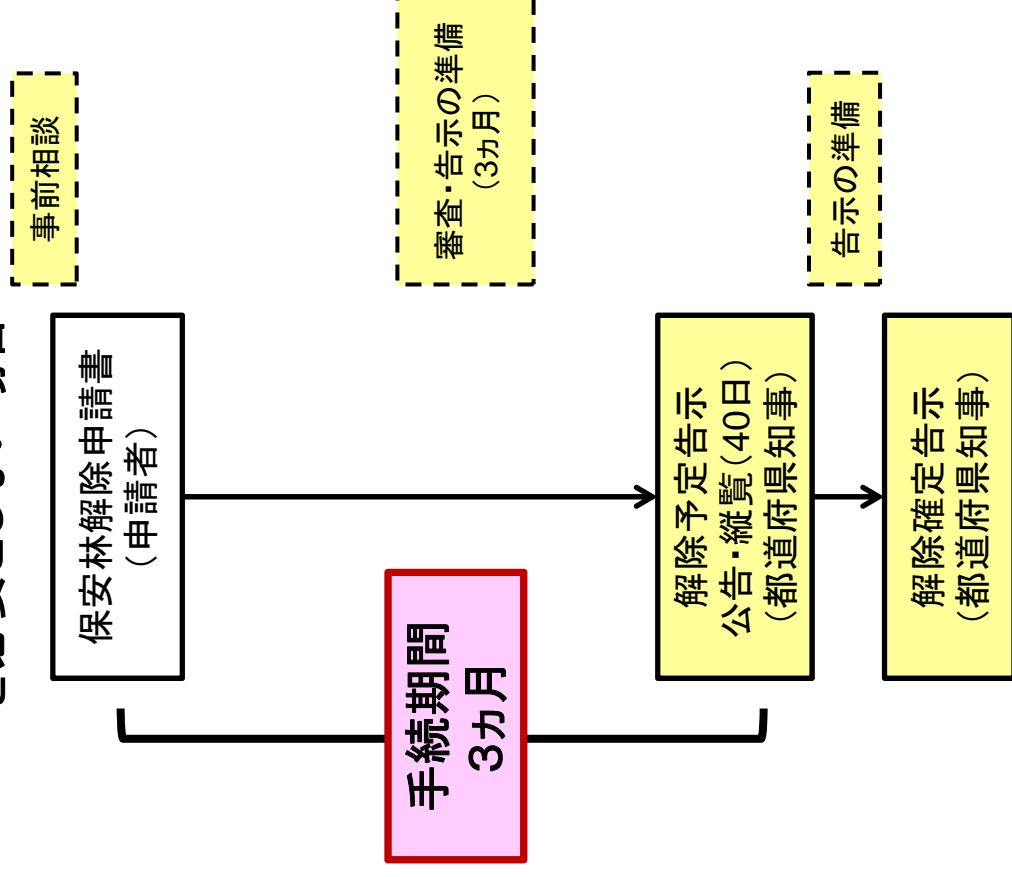 事前相談
保安林解除申請書
（申請者）
審査・告示の準備
（3ヵ月）
手続期間
3カ月
解除予定告示
公告・縦覧（40日）
（都道府県知事）
告示の準備
解除確定告示
（都道府県知事）